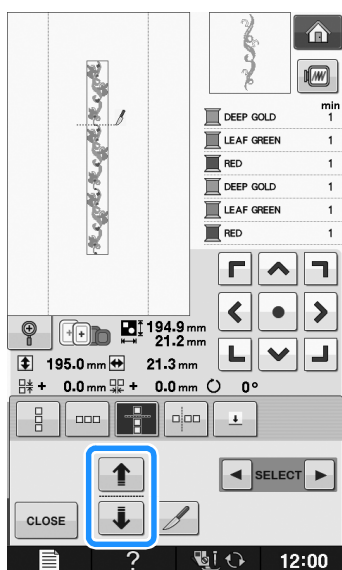 min
DEEP GOLD 1
LEAF GREEN 1
RED 1
DEEP GOLD 1
LEAF GREEN 1
RED 1
194.9 mm
21.2 mm
195.0 mm 21.3 mm
+ 0.0 mm + 0.0 mm 0°
SELECT
CLOSE
? 12:00